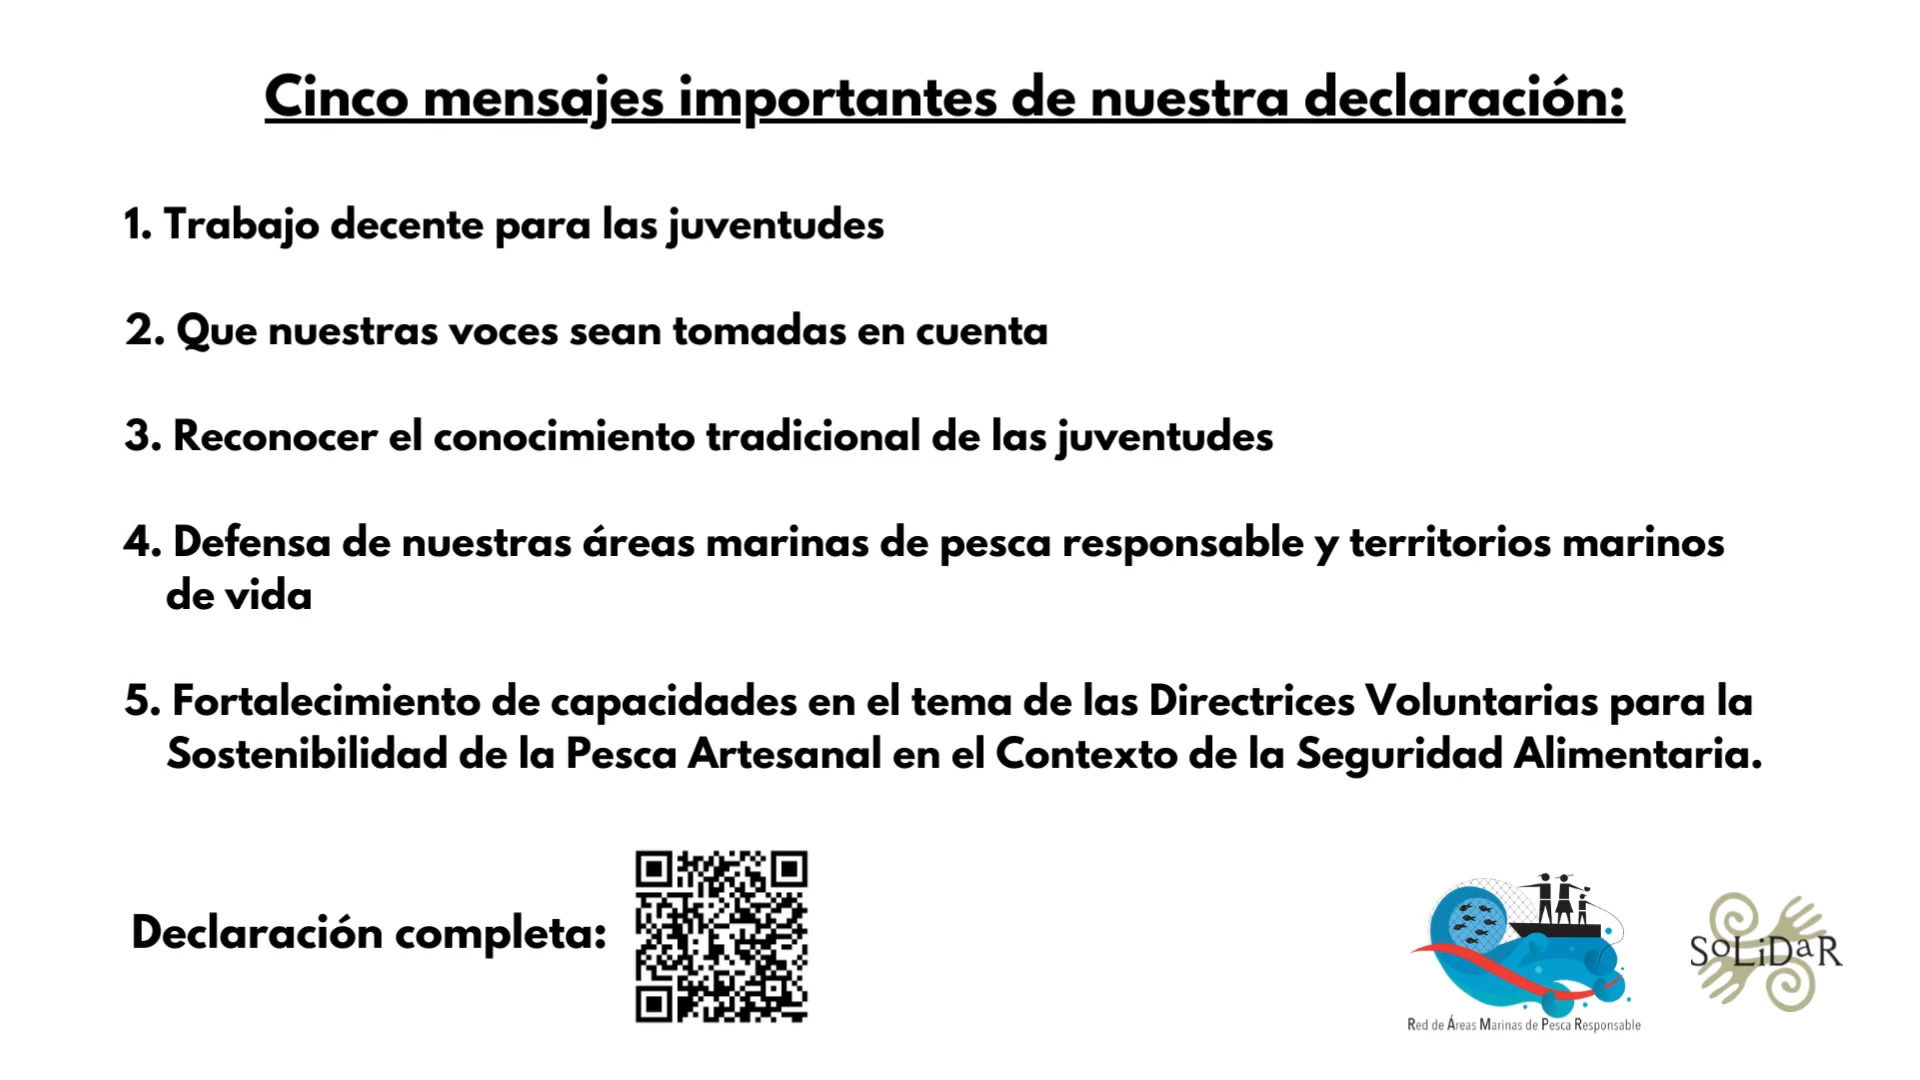 Cinco mensajes importantes de nuestra declaración:
1. Trabajo decente para las juventudes
2. Que nuestras voces sean tomadas en cuenta
3. Reconocer el conocimiento tradicional de las juventudes
4. Defensa de nuestras áreas marinas de pesca responsable y territorios marinos
de vida
5. Fortalecimiento de capacidades en el tema de las Directrices Voluntarias para la
Sostenibilidad de la Pesca Artesanal en el Contexto de la Seguridad Alimentaria.
Declaración completa:
Red de Áreas Marinas de Pesca Responsable
SoLiDaR